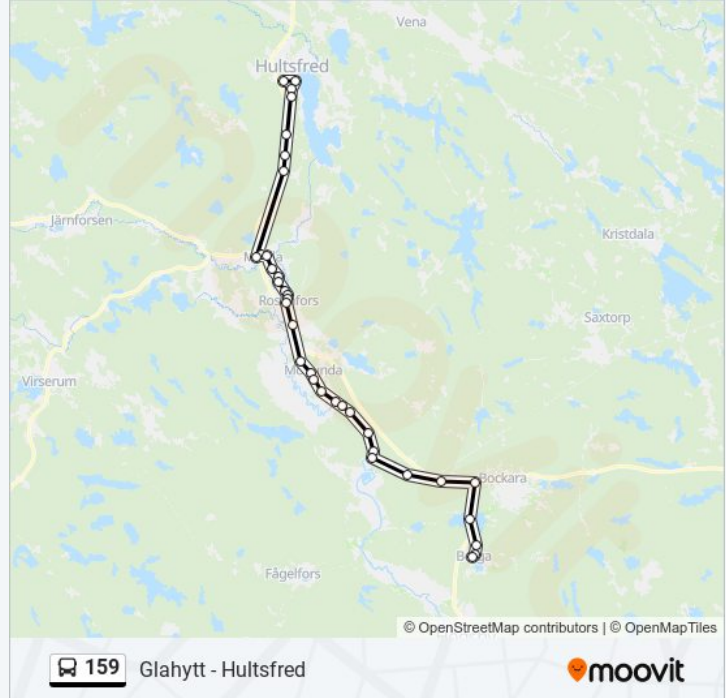 Vena
Hultsfred
Järnforsen
Kristdala
Saxtorp
Virserum
Bockara
Fågelfors
© OpenStreetMap contributors | © OpenMapTiles
159 Glahytt - Hultsfred
moovit